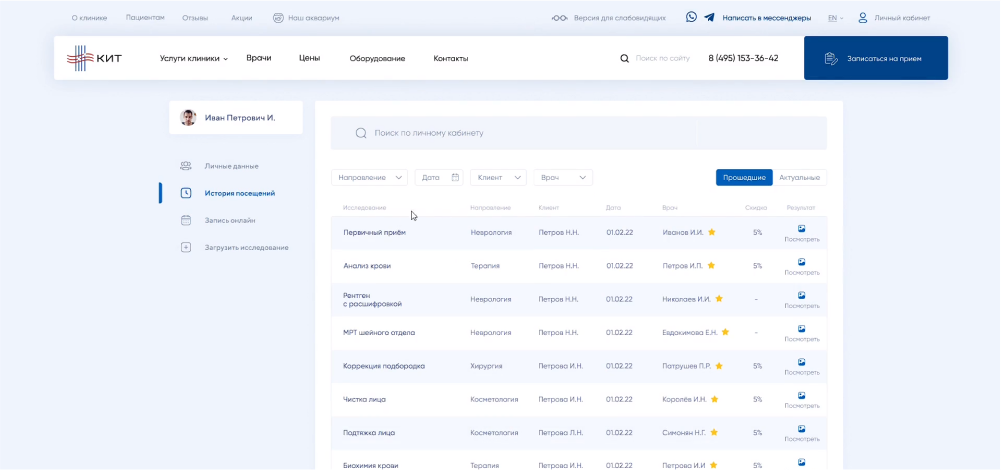 О клинике Пациентам Отзывы Акции Наш аквариум Версия для слабовидящих Написать в мессенджеры EN Личный кабинет
КИТ Услуги клиники Врачи Цены Оборудование Контакты Поиск по сайту 8 (495) 153-36-42 Записаться на прием
Иван Петрович И.
Личные данные
История посещений
Запись онлайн
Загрузить исследование
Поиск по личному кабинету
Направление Дата Клиент Врач Прошедшие Актуальные
Исследование Направление Клиент Дата Врач Скидка Результат
Первичный приём Неврология Петров Н.Н. 01.02.22 Иванов И.И. 5% Посмотреть
Анализ крови Терапия Петров Н.Н. 01.02.22 Петров И.П. 5% Посмотреть
Рентген
с расшифровкой Неврология Петров Н.Н. 01.02.22 Николаев И.И. - Посмотреть
МРТ шейного отдела Неврология Петров Н.Н. 01.02.22 Евдокимова Е.Н. - Посмотреть
Коррекция подбородка Хирургия Петрова И.Н. 01.02.22 Патрушев П.Р. 5% Посмотреть
Чистка лица Косметология Петрова И.Н. 01.02.22 Королёв И.Н. 5% Посмотреть
Подтяжка лица Косметология Петрова Л.Н. 01.02.22 Симонян Н.Г. 5% Посмотреть
Биохимия крови Терапия Петрова И.Н. 01.02.22 Петров И.И 5%